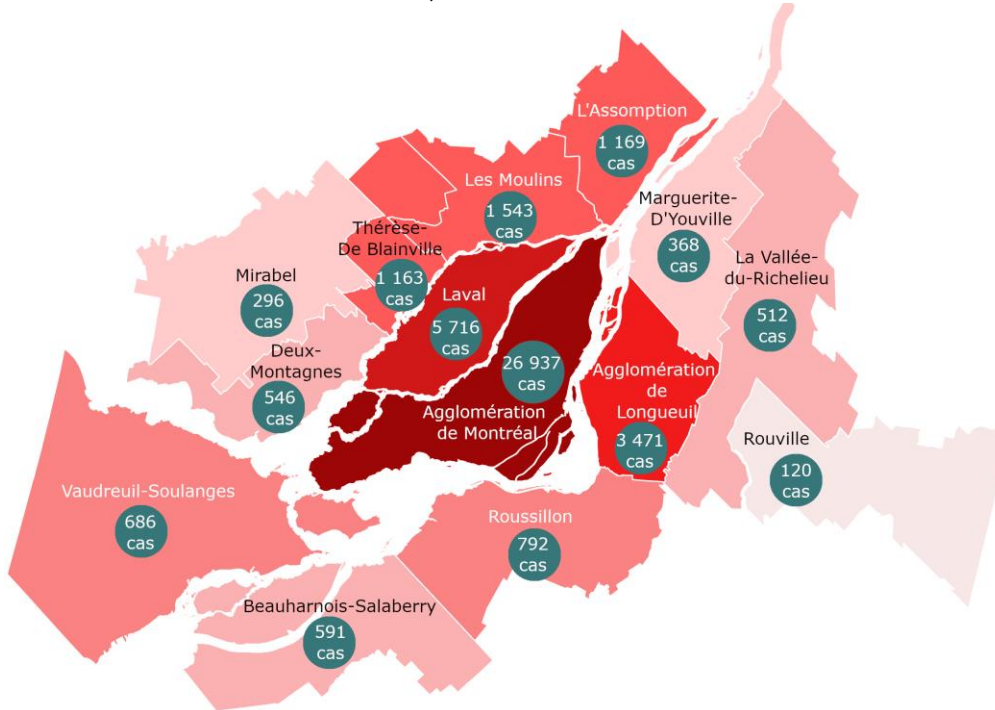 L'Assomption
1 169
cas
Les Moulins
1 543
cas
Marguerite-
D'Youville
368
cas
Thérèse-
De Blainville
1 163
cas
La Vallée-
du-Richelieu
512
cas
Mirabel
296
cas
Laval
5 716
cas
Deux-
Montagnes
546
cas
26 937
cas
Agglomération
de Montréal
Agglomération
de
Longueuil
3 471
cas
Rouville
120
cas
Vaudreuil-Soulanges
686
cas
Roussillon
792
cas
Beauharnois-Salaberry
591
cas